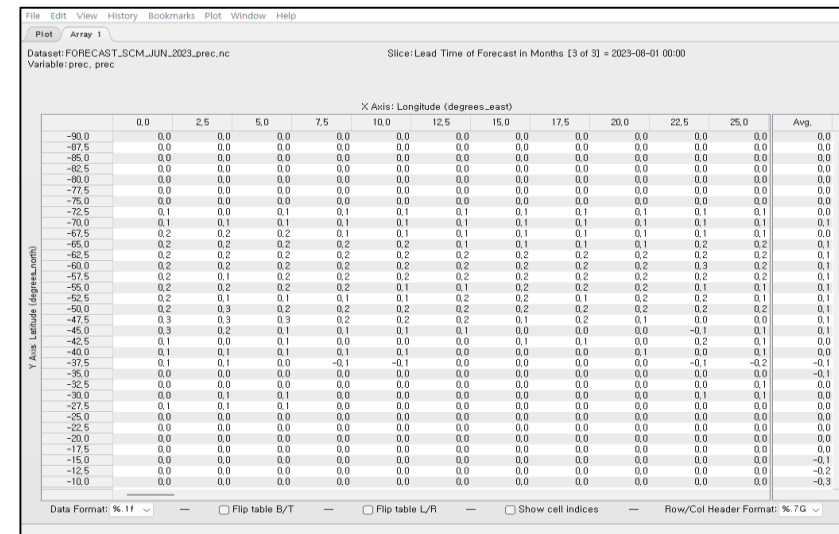 File Edit View History Bookmarks Plot Window Help
Plot Array 1
Dataset: FORECAST_SCM_JUN_2023_prec.nc Slice: Lead Time of Forecast in Months [3 of 3] = 2023-08-01 00:00
Variable: prec, prec
X Axis: Longitude (degrees_east)
0,0 2,5 5,0 7,5 10,0 12,5 15,0 17,5 20,0 22,5 25,0 Avg,
-90,0 0,0 0,0 0,0 0,0 0,0 0,0 0,0 0,0 0,0 0,0 0,0 0,0
-87,5 0,0 0,0 0,0 0,0 0,0 0,0 0,0 0,0 0,0 0,0 0,0 0,0
-85,0 0,0 0,0 0,0 0,0 0,0 0,0 0,0 0,0 0,0 0,0 0,0 0,0
-82,5 0,0 0,0 0,0 0,0 0,0 0,0 0,0 0,0 0,0 0,0 0,0 0,0
-80,0 0,0 0,0 0,0 0,0 0,0 0,0 0,0 0,0 0,0 0,0 0,0 0,0
-77,5 0,0 0,0 0,0 0,0 0,0 0,0 0,0 0,0 0,0 0,0 0,0 0,0
-75,0 0,0 0,0 0,0 0,0 0,0 0,0 0,0 0,0 0,0 0,0 0,0 0,0
-72,5 0,1 0,0 0,1 0,1 0,1 0,1 0,1 0,1 0,1 0,1 0,1 0,0
-70,0 0,1 0,1 0,1 0,1 0,1 0,1 0,1 0,1 0,1 0,1 0,1 0,1
-67,5 0,2 0,2 0,2 0,1 0,1 0,1 0,1 0,1 0,1 0,1 0,1 0,0
-65,0 0,2 0,2 0,2 0,2 0,2 0,1 0,1 0,1 0,1 0,2 0,2 0,1
-62,5 0,2 0,2 0,2 0,2 0,2 0,2 0,2 0,2 0,2 0,2 0,2 0,1
-60,0 0,2 0,2 0,2 0,2 0,2 0,2 0,2 0,2 0,2 0,3 0,2 0,1
-57,5 0,2 0,1 0,2 0,2 0,2 0,2 0,2 0,2 0,2 0,2 0,2 0,1
-55,0 0,2 0,2 0,2 0,2 0,1 0,1 0,2 0,2 0,2 0,1 0,1 0,1
-52,5 0,2 0,1 0,1 0,1 0,1 0,2 0,2 0,1 0,2 0,2 0,1 0,1
-50,0 0,2 0,3 0,2 0,2 0,2 0,2 0,2 0,2 0,2 0,2 0,2 0,1
-47,5 0,3 0,3 0,3 0,2 0,2 0,2 0,1 0,2 0,1 0,0 0,0 0,1
-45,0 0,3 0,2 0,1 0,1 0,1 0,1 0,0 0,0 0,0 -0,1 0,1 0,1
-42,5 0,1 0,0 0,1 0,0 0,0 0,0 0,1 0,1 0,0 0,2 0,1 0,1
-40,0 0,1 0,1 0,1 0,1 0,1 0,0 0,0 0,0 0,1 0,0 0,1 0,0
-37,5 0,1 0,1 0,0 -0,1 -0,1 0,0 0,0 0,0 0,0 -0,1 -0,2 -0,1
-35,0 0,0 0,0 0,0 0,0 0,0 0,0 0,0 0,0 0,0 0,0 0,0 -0,1
-32,5 0,0 0,0 0,0 0,0 0,0 0,0 0,0 0,0 0,0 0,0 0,1 0,0
-30,0 0,0 0,1 0,1 0,0 0,0 0,0 0,0 0,0 0,0 0,1 0,1 0,0
-27,5 0,1 0,1 0,1 0,0 0,0 0,0 0,0 0,0 0,0 0,0 0,0 0,0
-25,0 0,0 0,0 0,0 0,0 0,0 0,0 0,0 0,0 0,0 0,0 0,0 0,0
-22,5 0,0 0,0 0,0 0,0 0,0 0,0 0,0 0,0 0,0 0,0 0,0 0,0
-20,0 0,0 0,0 0,0 0,0 0,0 0,0 0,0 0,0 0,0 0,0 0,0 0,0
-17,5 0,0 0,0 0,0 0,0 0,0 0,0 0,0 0,0 0,0 0,0 0,0 0,0
-15,0 0,0 0,0 0,0 0,0 0,0 0,0 0,0 0,0 0,0 0,0 0,0 -0,1
-12,5 0,0 0,0 0,0 0,0 0,0 0,0 0,0 0,0 0,0 0,0 0,0 -0,2
-10,0 0,0 0,0 0,0 0,0 0,0 0,0 0,0 0,0 0,0 0,0 0,0 -0,3
Y Axis: Latitude (degrees_north)
Data Format: %.1f — Flip table B/T — Flip table L/R — Show cell indices — Row/Col Header Format: %.7G